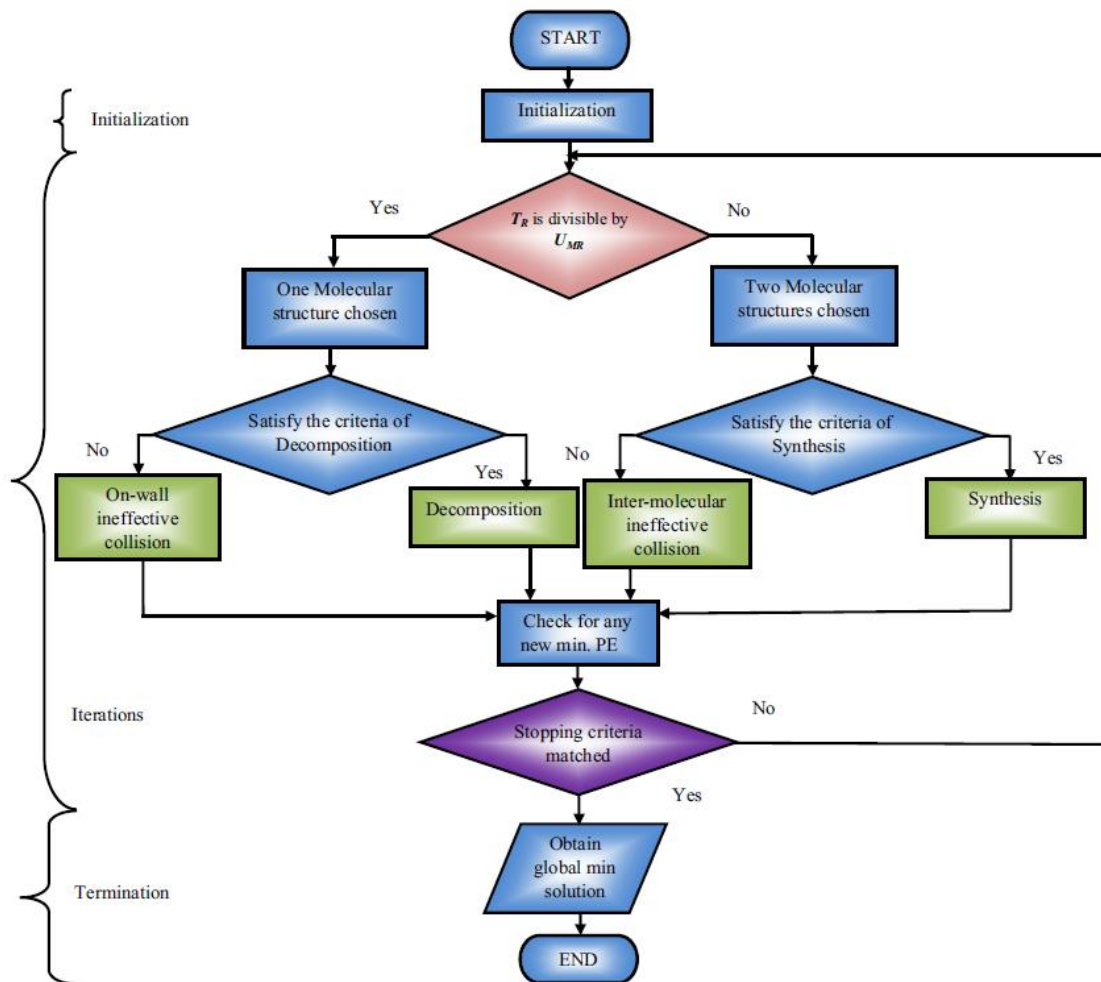 START
Initialization
Initialization
Yes
T_R is divisible by
U_MR
No
One Molecular
structure chosen
Two Molecular
structures chosen
Satisfy the criteria of
Decomposition
Satisfy the criteria of
Synthesis
No
Yes
No
Yes
On-wall
ineffective
collision
Decomposition
Inter-molecular
ineffective
collision
Synthesis
Check for any
new min. PE
Iterations
Stopping criteria
matched
No
Yes
Obtain
global min
solution
Termination
END